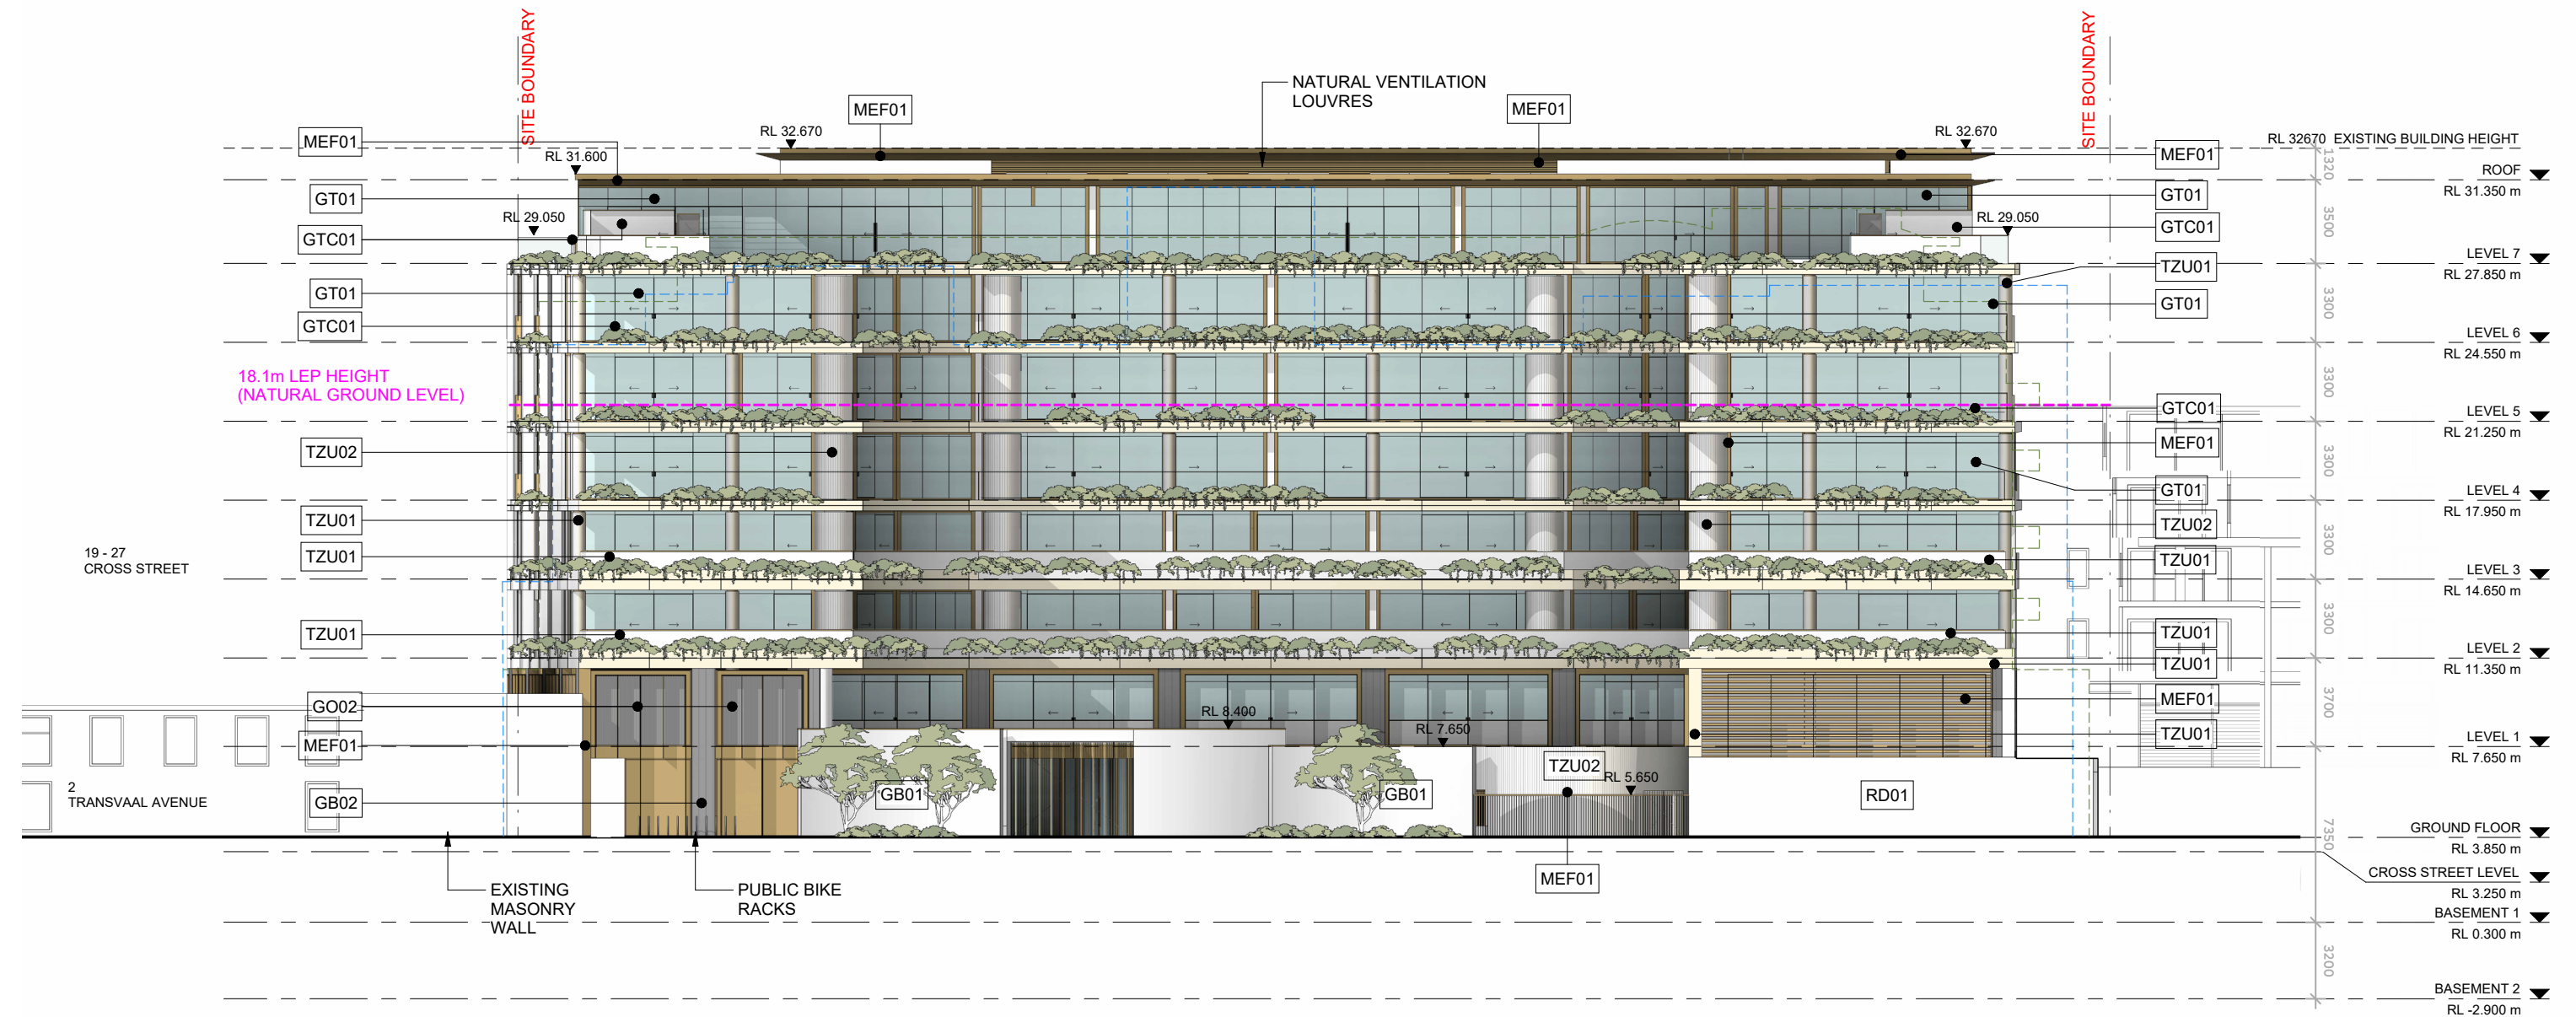 SITE BOUNDARY
SITE BOUNDARY
NATURAL VENTILATION
LOUVRES
MEF01
MEF01
MEF01
RL 32.670
RL 32.670
RL 31.600
MEF01
RL 32670 EXISTING BUILDING HEIGHT
1320
ROOF
RL 31.350 m
GT01
GT01
RL 29.050
RL 29.050
GTC01
GTC01
3500
LEVEL 7
RL 27.850 m
TZU01
GT01
GT01
GTC01
3300
LEVEL 6
RL 24.550 m
18.1m LEP HEIGHT
(NATURAL GROUND LEVEL)
3300
GTC01
LEVEL 5
RL 21.250 m
TZU02
MEF01
3300
GT01
LEVEL 4
RL 17.950 m
TZU01
TZU02
3300
19 - 27
CROSS STREET
TZU01
TZU01
LEVEL 3
RL 14.650 m
3300
TZU01
TZU01
LEVEL 2
RL 11.350 m
TZU01
GO02
MEF01
3700
RL 8.400
RL 7.650
MEF01
TZU01
LEVEL 1
RL 7.650 m
TZU02
RL 5.650
2
TRANSVAAL AVENUE
GB02
GB01
GB01
RD01
7350
GROUND FLOOR
RL 3.850 m
CROSS STREET LEVEL
RL 3.250 m
EXISTING
MASONRY
WALL
PUBLIC BIKE
RACKS
MEF01
BASEMENT 1
RL 0.300 m
3200
BASEMENT 2
RL -2.900 m